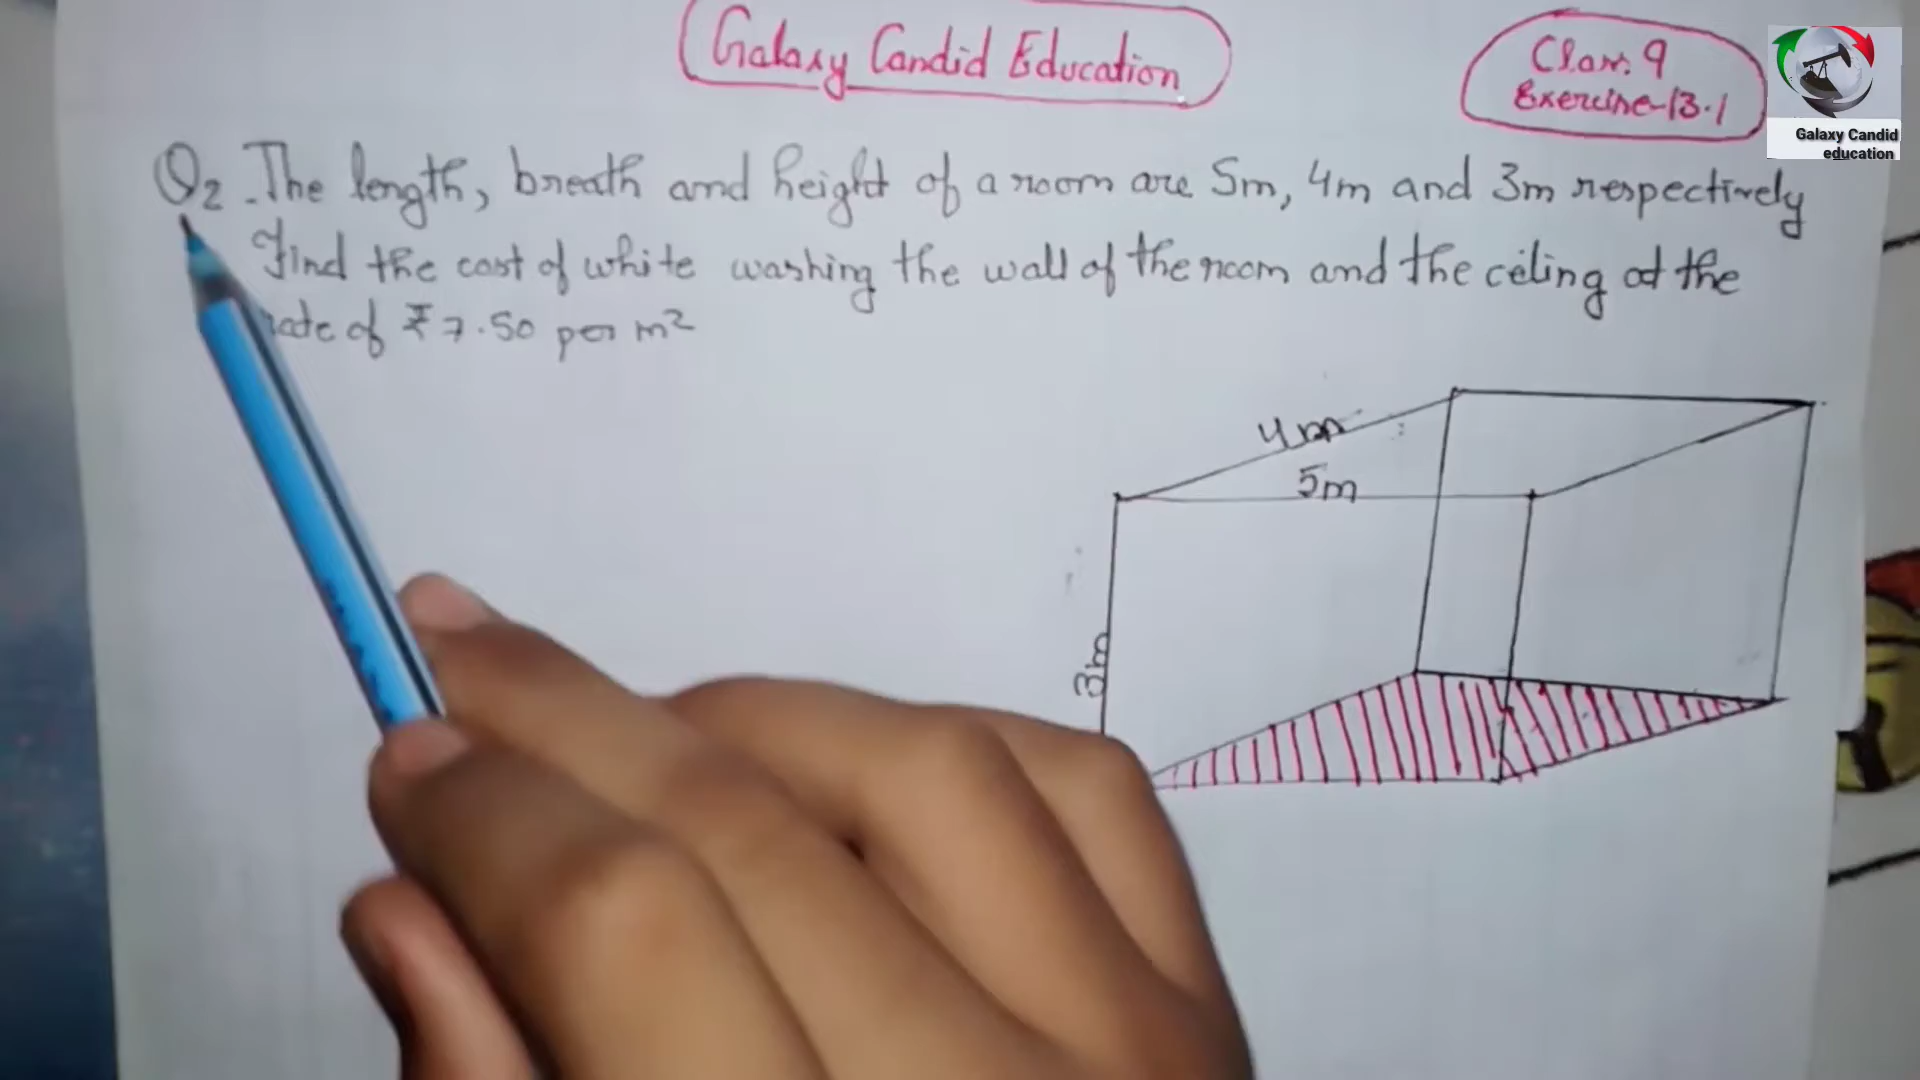 Galaxy Candid Education
Class. 9
Exercise-13.1
Galaxy Candid
education
Q2. The length, breath and height of a room are 5m, 4m and 3m respectively
Find the cost of white washing the wall of the room and the celing at the
rate of ₹7.50 per m²
4m
5m
3m